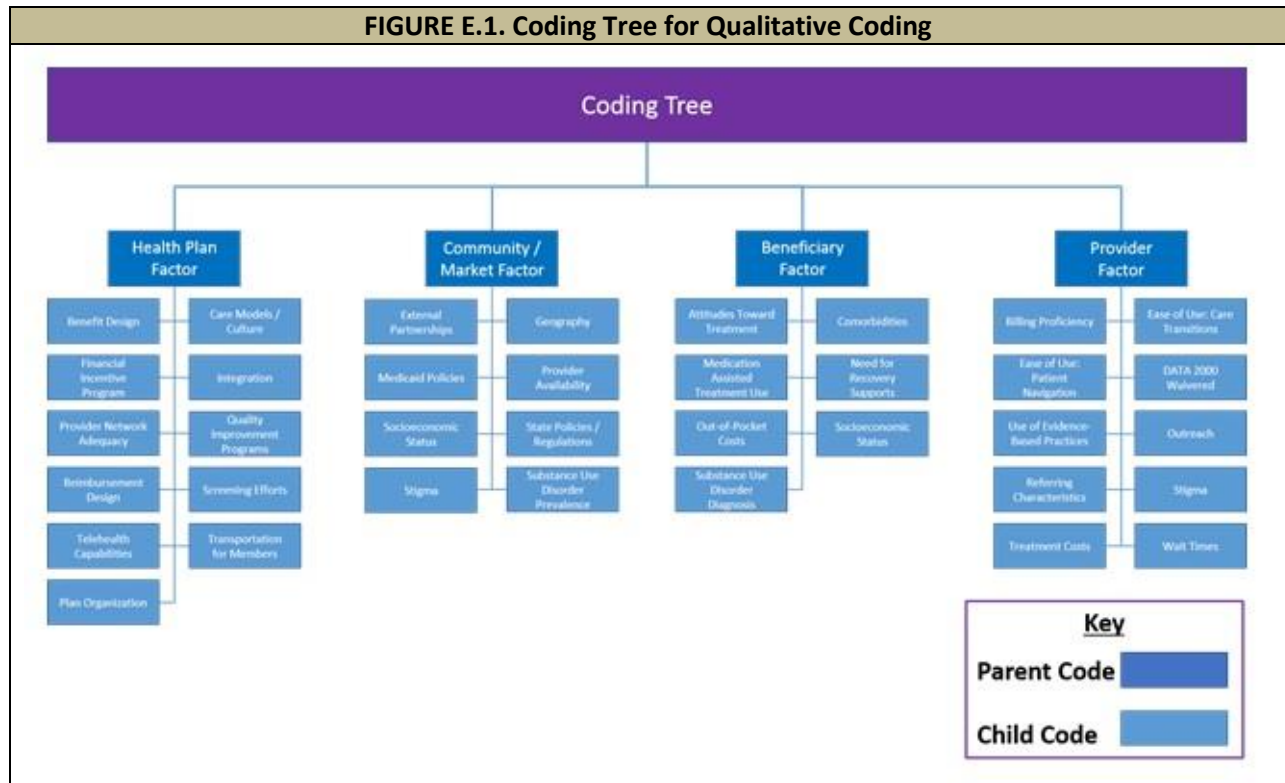 FIGURE E.1. Coding Tree for Qualitative Coding
Coding Tree
Health Plan
Factor
Benefit Design
Care Models /
Culture
Financial
Incentive
Program
Integration
Provider Network
Adequacy
Quality
Improvement
Programs
Reimbursement
Design
Screening Efforts
Telehealth
Capabilities
Transportation
for Members
Plan Organization
Community /
Market Factor
External
Partnerships
Geography
Medicaid Policies
Provider
Availability
Socioeconomic
Status
State Policies /
Regulations
Stigma
Substance Use
Disorder
Prevalence
Beneficiary
Factor
Attitudes Toward
Treatment
Comorbidities
Medication
Assisted
Treatment Use
Need for
Recovery
Supports
Out-of-Pocket
Costs
Socioeconomic
Status
Substance Use
Disorder
Diagnosis
Provider
Factor
Billing Proficiency
Ease of Use: Care
Transitions
Ease of Use:
Patient
Navigation
DATA 2000
Waivered
Use of Evidence-
Based Practices
Outreach
Referring
Characteristics
Stigma
Treatment Costs
Wait Times
Key
Parent Code
Child Code